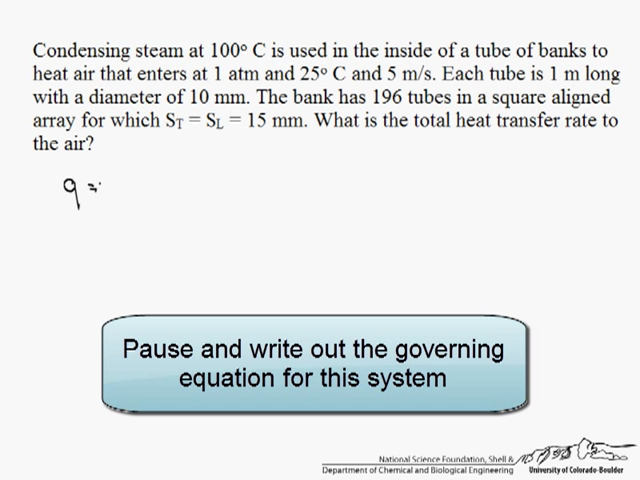 Condensing steam at 100° C is used in the inside of a tube of banks to
heat air that enters at 1 atm and 25° C and 5 m/s. Each tube is 1 m long
with a diameter of 10 mm. The bank has 196 tubes in a square aligned
array for which S_T = S_L = 15 mm. What is the total heat transfer rate to
the air?
q =
Pause and write out the governing
equation for this system
National Science Foundation, Shell &
Department of Chemical and Biological Engineering
University of Colorado-Boulder